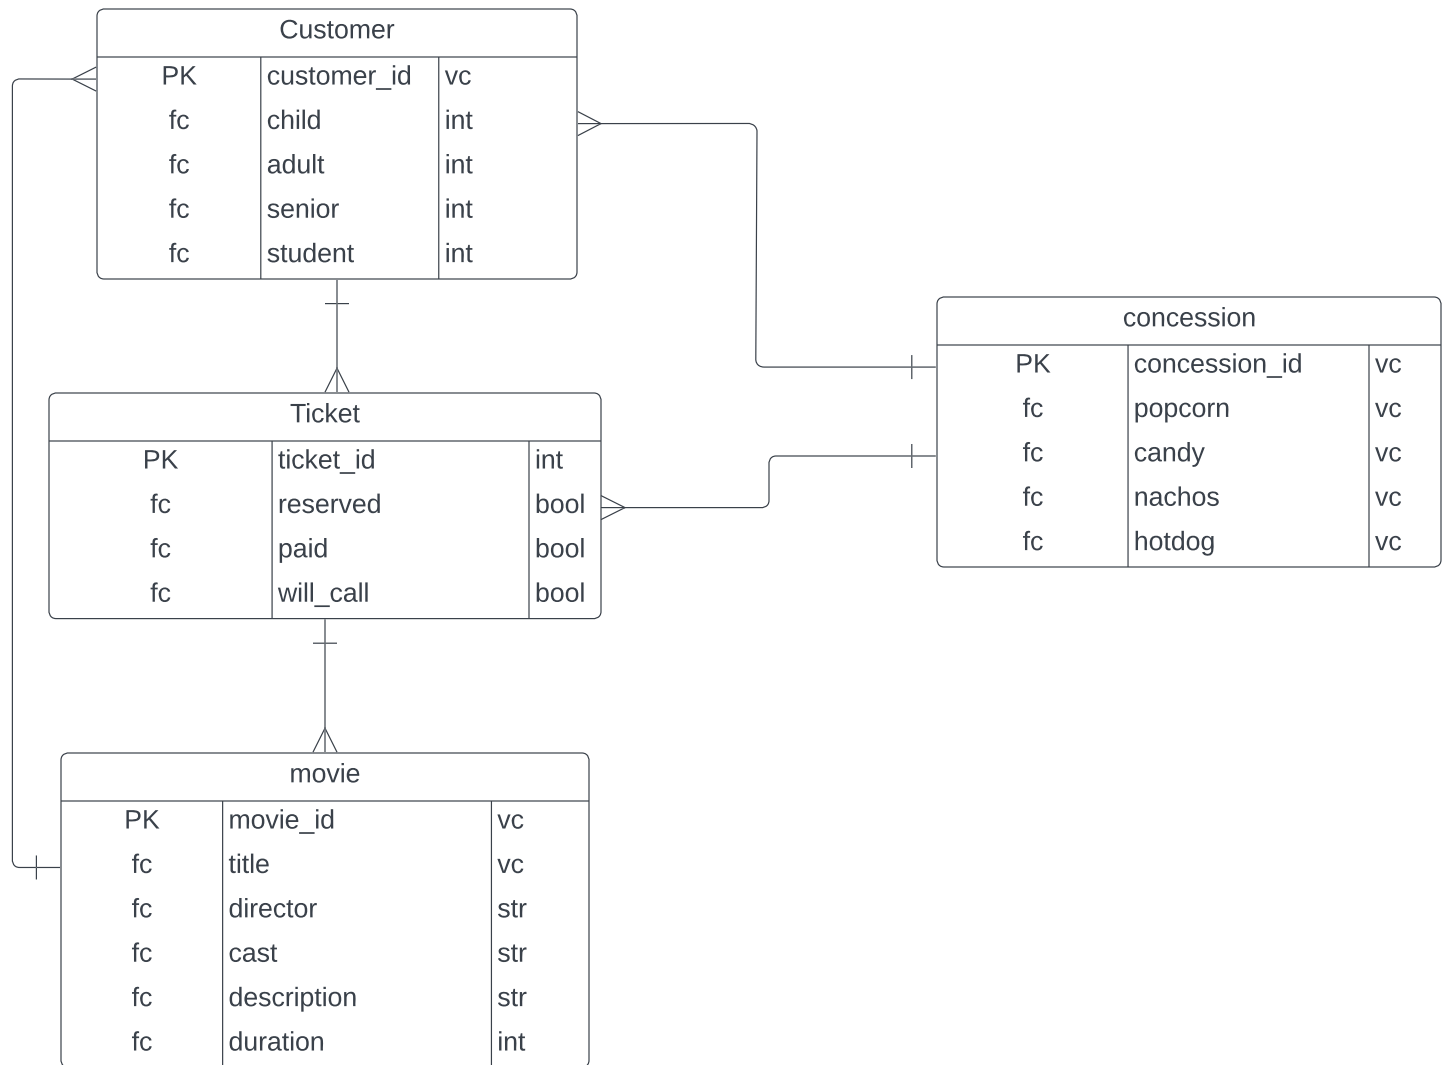 Customer
PK customer_id vc
fc child int
fc adult int
fc senior int
fc student int
concession
PK concession_id vc
fc popcorn vc
fc candy vc
fc nachos vc
fc hotdog vc
Ticket
PK ticket_id int
fc reserved bool
fc paid bool
fc will_call bool
movie
PK movie_id vc
fc title vc
fc director str
fc cast str
fc description str
fc duration int